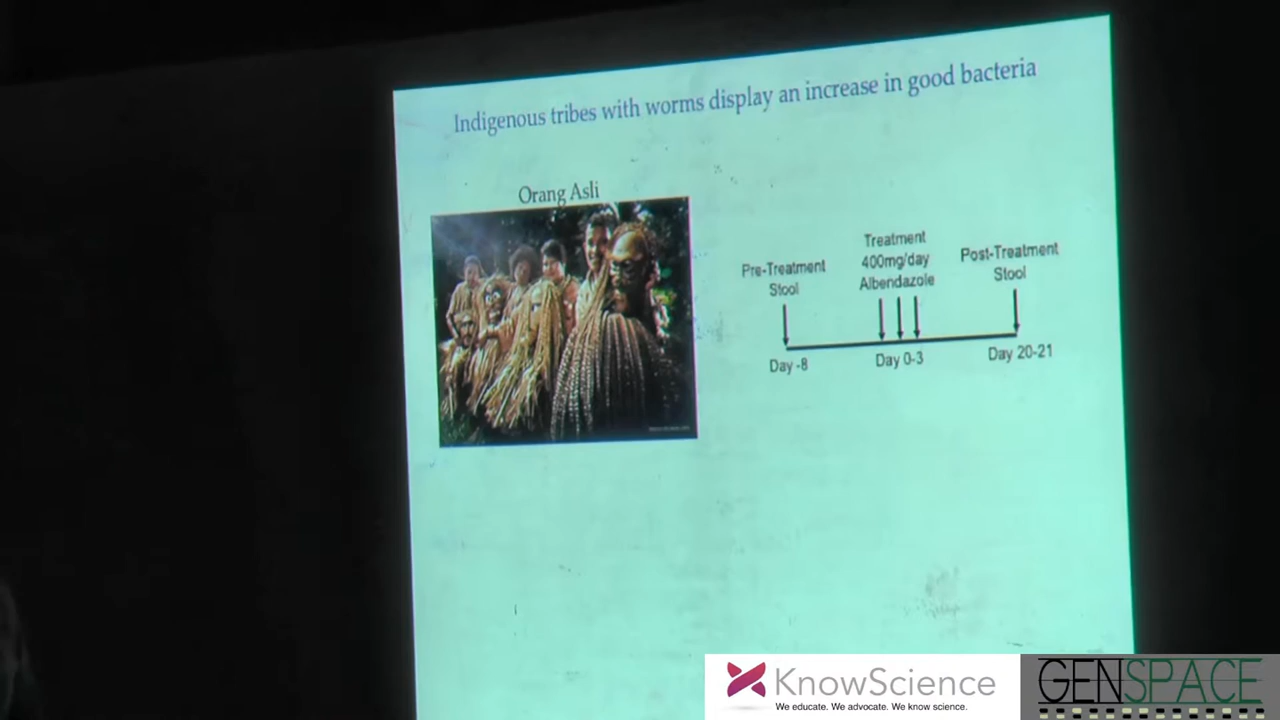 Indigenous tribes with worms display an increase in good bacteria
Orang Asli
Pre-Treatment
Stool
Treatment
400mg/day
Albendazole
Post-Treatment
Stool
Day -8
Day 0-3
Day 20-21
KnowScience
We educate. We advocate. We know science.
GENSPACE